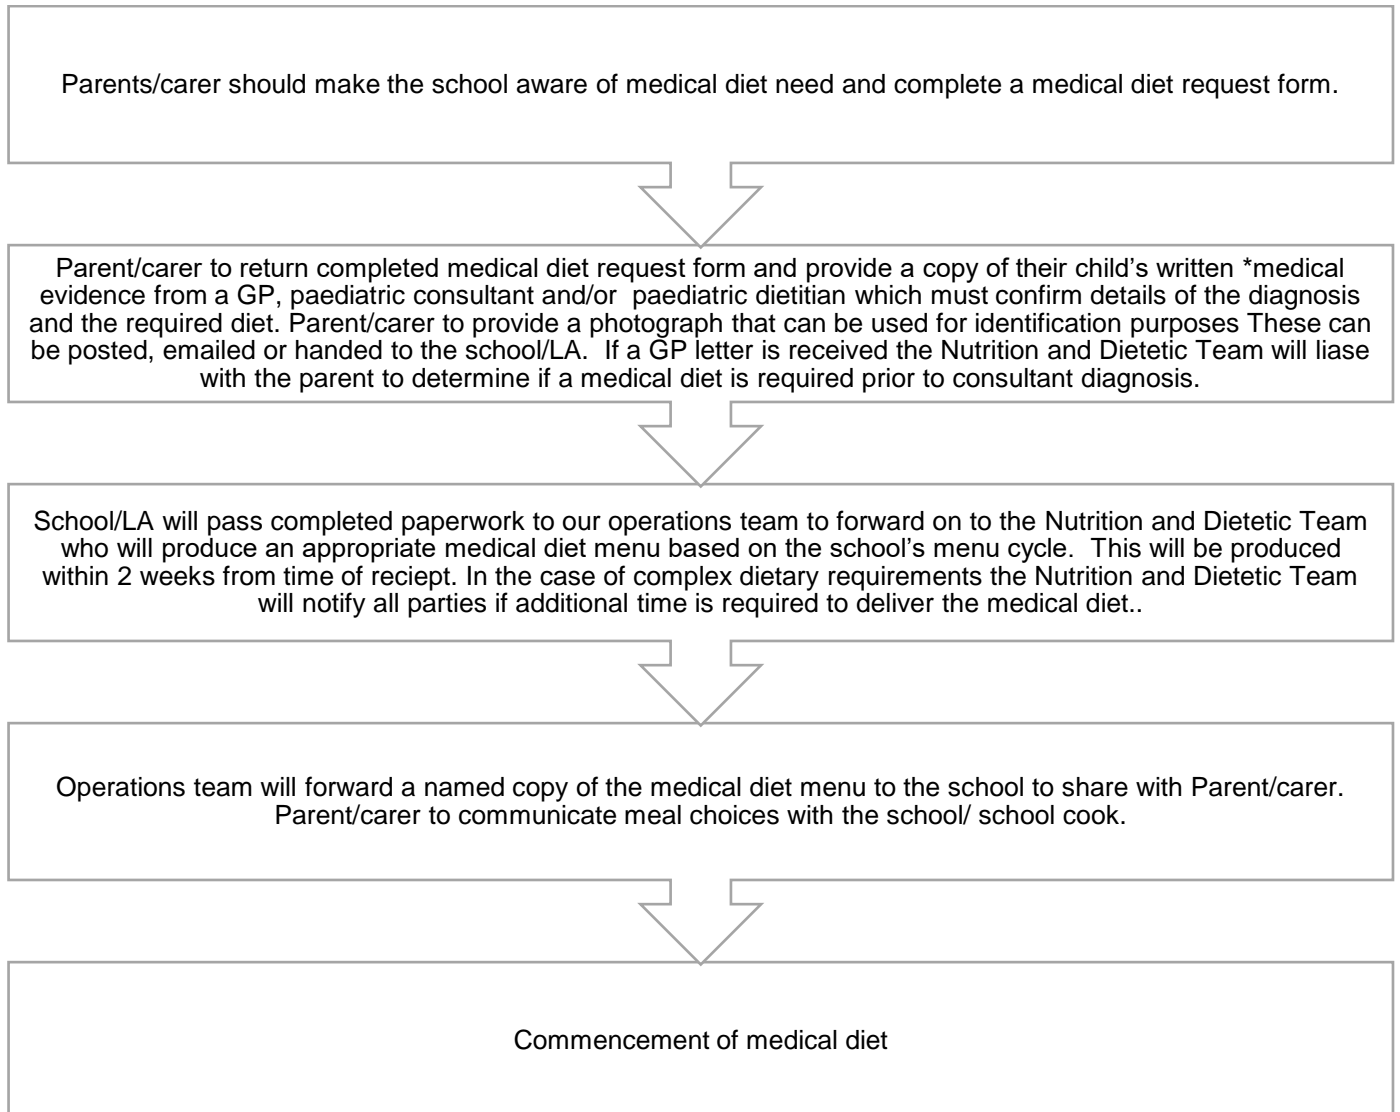 Parents/carer should make the school aware of medical diet need and complete a medical diet request form.
Parent/carer to return completed medical diet request form and provide a copy of their child’s written *medical
evidence from a GP, paediatric consultant and/or  paediatric dietitian which must confirm details of the diagnosis
and the required diet. Parent/carer to provide a photograph that can be used for identification purposes These can
be posted, emailed or handed to the school/LA.  If a GP letter is received the Nutrition and Dietetic Team will liase
with the parent to determine if a medical diet is required prior to consultant diagnosis.
School/LA will pass completed paperwork to our operations team to forward on to the Nutrition and Dietetic Team
who will produce an appropriate medical diet menu based on the school’s menu cycle.  This will be produced
within 2 weeks from time of reciept. In the case of complex dietary requirements the Nutrition and Dietetic Team
will notify all parties if additional time is required to deliver the medical diet..
Operations team will forward a named copy of the medical diet menu to the school to share with Parent/carer.
Parent/carer to communicate meal choices with the school/ school cook.
Commencement of medical diet